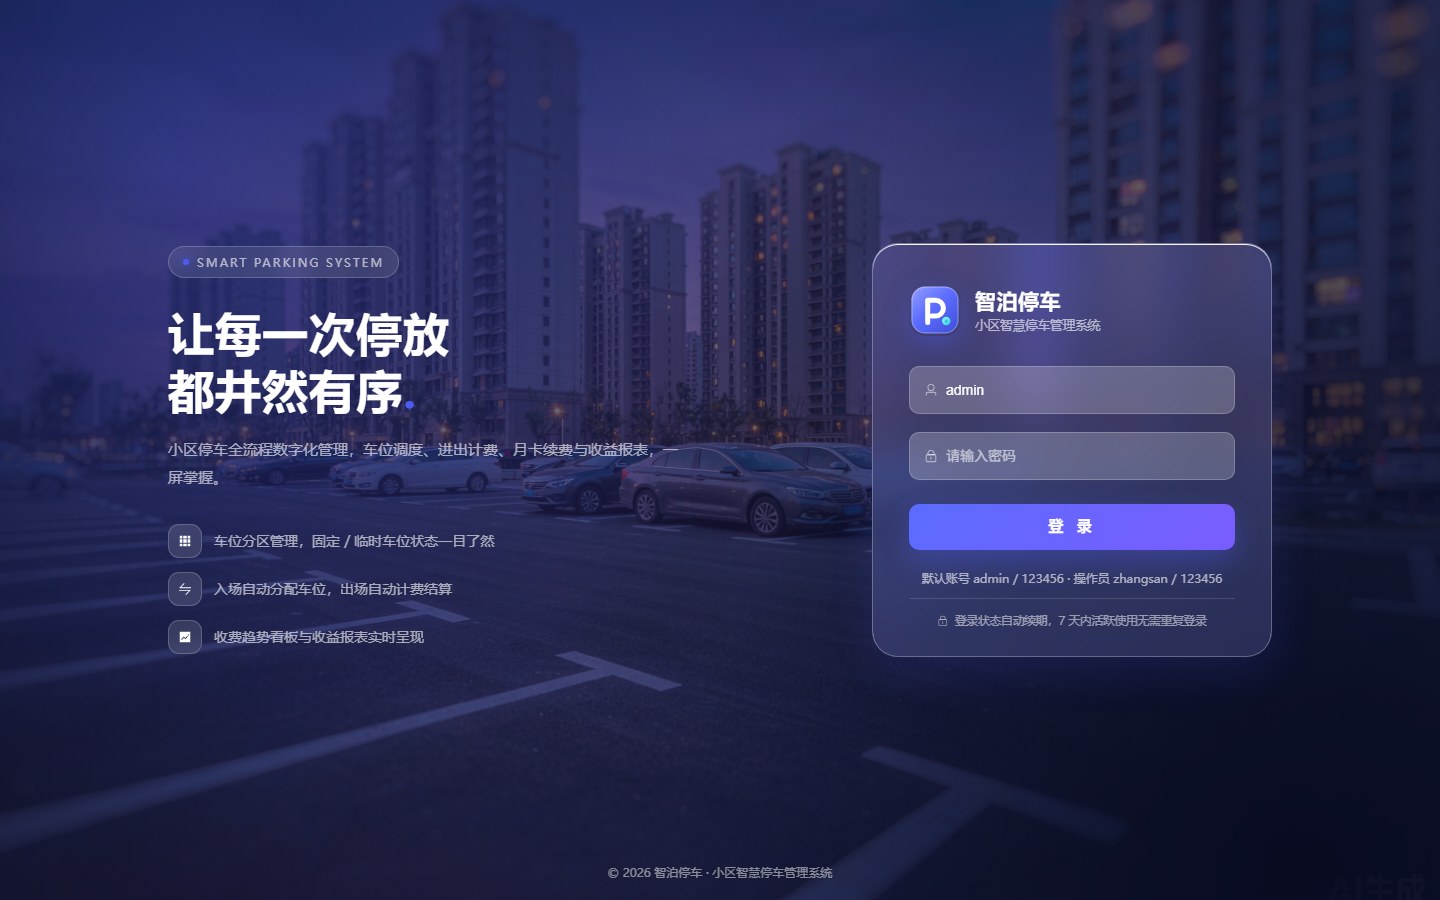 SMART PARKING SYSTEM
让每一次停放
都井然有序.
小区停车全流程数字化管理，车位调度、进出计费、月卡续费与收益报表，一
屏掌握。
车位分区管理，固定 / 临时车位状态一目了然
入场自动分配车位，出场自动计费结算
收费趋势看板与收益报表实时呈现
P.
智泊停车
小区智慧停车管理系统
admin
请输入密码
登 录
默认账号 admin / 123456 · 操作员 zhangsan / 123456
登录状态自动续期，7 天内活跃使用无需重复登录
© 2026 智泊停车 · 小区智慧停车管理系统
AI生成